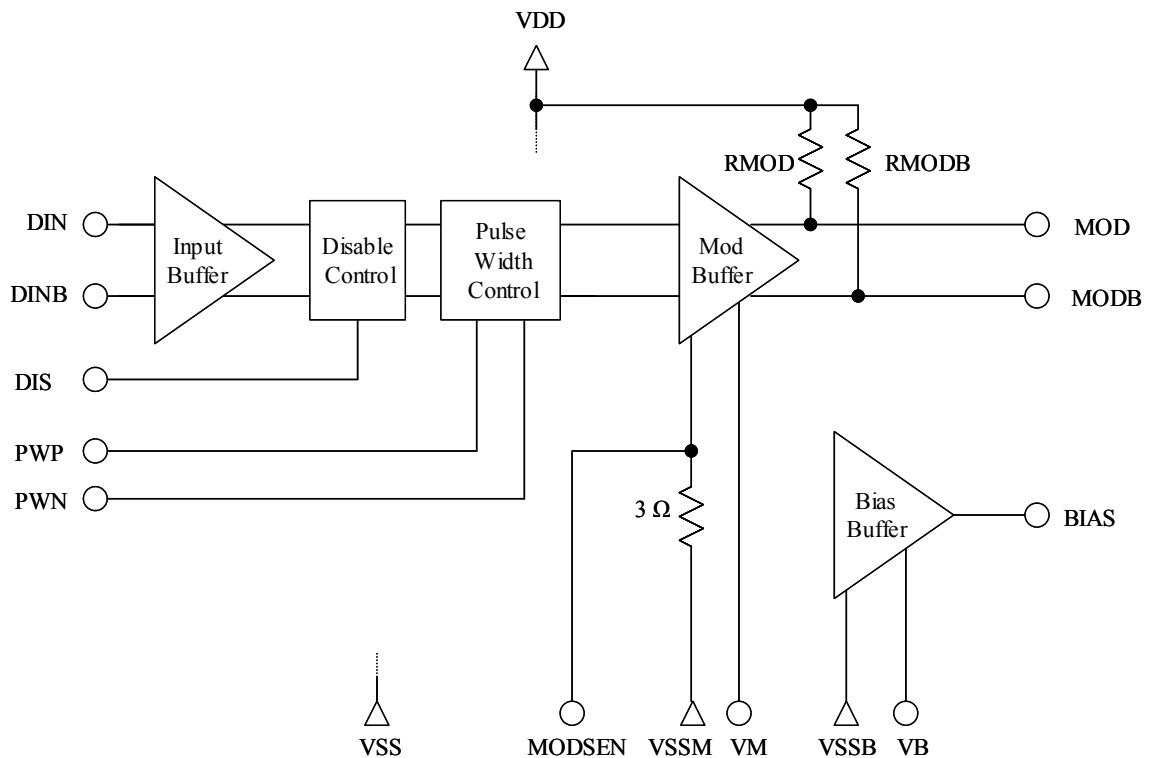 VDD
RMOD
RMODB
DIN
Input
Buffer
Disable
Control
Pulse
Width
Control
Mod
Buffer
MOD
DINB
MODB
DIS
PWP
PWN
3 Ω
Bias
Buffer
BIAS
VSS
MODSEN
VSSM
VM
VSSB
VB